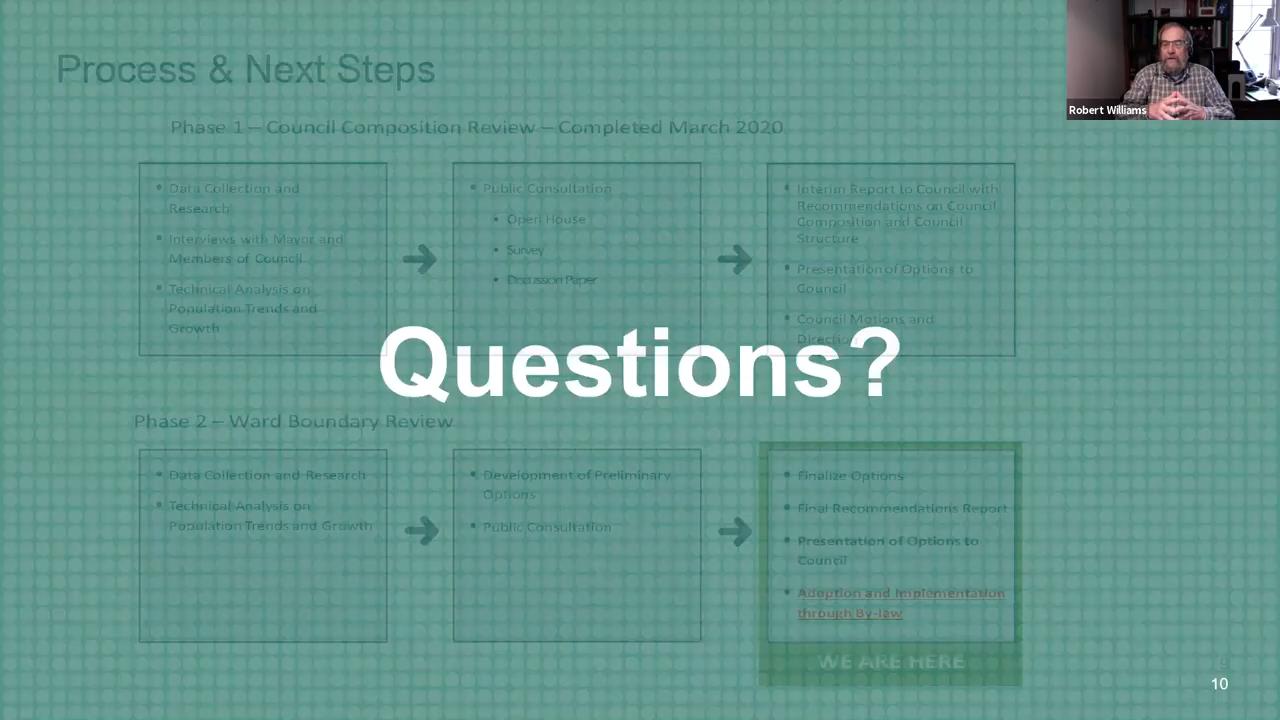 Process & Next Steps
Robert Williams
Phase 1 – Council Composition Review – Completed March 2020
Data Collection and
Research
Interviews with Mayor and
Members of Council
Technical Analysis on
Population Trends and
Growth
Public Consultation
Open House
Survey
Discussion Paper
Interim Report to Council with
Recommendations on Council
Composition and Council
Structure
Presentation of Options to
Council
Council Motions and
Direction
Questions?
Phase 2 – Ward Boundary Review
Data Collection and Research
Technical Analysis on
Population Trends and Growth
Development of Preliminary
Options
Public Consultation
Finalize Options
Final Recommendations Report
Presentation of Options to
Council
Adoption and Implementation
through By-law
WE ARE HERE
9
10